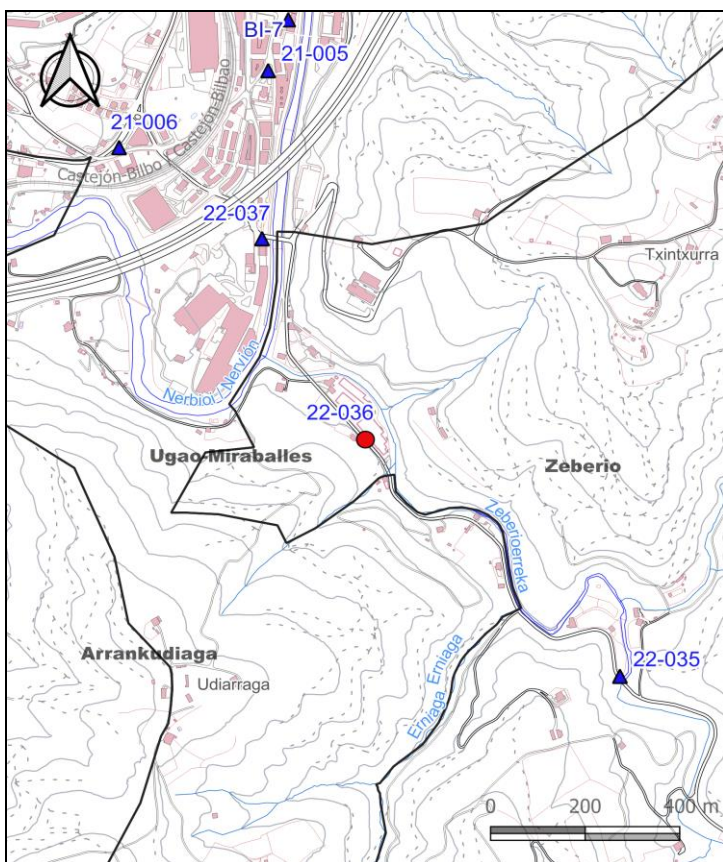 BI-7
21-005
21-006
Castejón-Bilbo / Castejón-Bilbao
22-037
Txintxurra
Nerbioi / Nervión
22-036
Ugao-Miraballes
Zeberio
Zeberioerreka
Arrankudiaga
22-035
Udiarraga
Erniaga, Erniaga
0 200 400 m